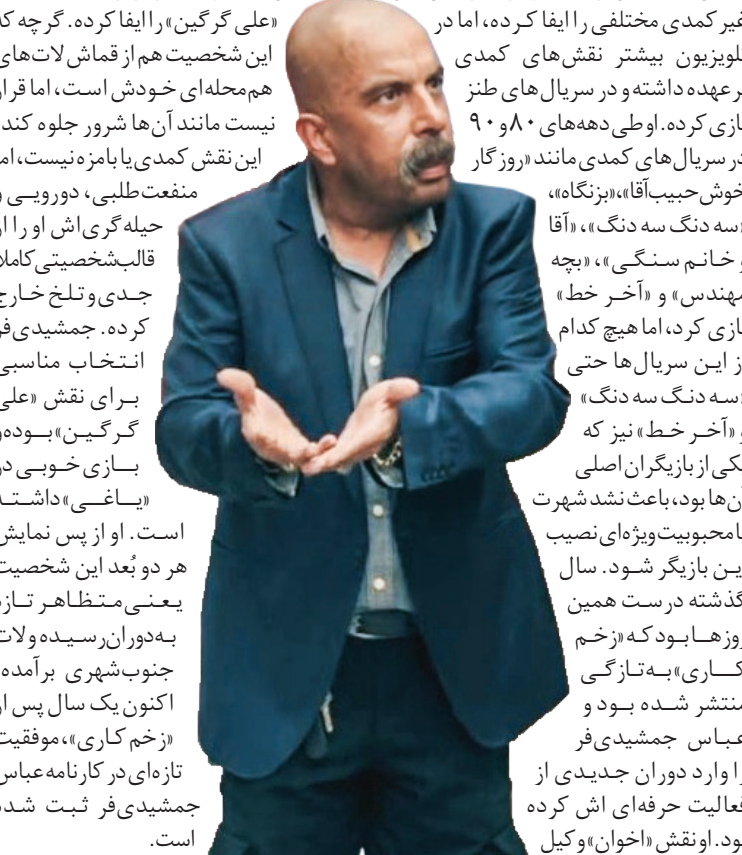 غیر کمدی مختلفی را ایفا کرده، اما در
تلویزیون بیشتر نقش‌های کمدی
برعهده داشته و در سریال‌های طنز
بازی کرده. او طی دهه‌های ۸۰ و ۹۰
در سریال‌های کمدی مانند «روزگار
خوش حبیب‌آقا»، «بزنگاه»،
«سه دنگ سه دنگ»، «آقا
و خانم سنگی»، «بچه
مهندس» و «آخر خط»
بازی کرد، اما هیچ کدام
از این سریال‌ها حتی
«سه دنگ سه دنگ»
و «آخر خط» نیز که
یکی از بازیگران اصلی
آن‌ها بود، باعث نشد شهرت
یا محبوبیت ویژه‌ای نصیب
این بازیگر شود. سال
گذشته درست همین
روزها بود که «زخم
کاری» به‌تازگی
منتشر شده بود و
عباس جمشیدی‌فر
را وارد دوران جدیدی از
فعالیت حرفه‌ای اش کرده
بود. او نقش «اخوان» وکیل
«علی گرگین» را ایفا کرده. گرچه که
این شخصیت هم از قماش لات‌های
هم‌محله‌ای خودش است، اما قرار
نیست مانند آن‌ها شرور جلوه کند.
این نقش کمدی یا بامزه نیست، اما
منفعت‌طلبی، دورویی و
حیله گری‌اش او را از
قالب شخصیتی کاملا
جدی و تلخ خارج
کرده. جمشیدی‌فر
انتخاب مناسبی
برای نقش «علی
گرگین» بوده و
بازی خوبی در
«یاغی» داشته
است. او از پس نمایش
هر دو بُعد این شخصیت
یعنی متظاهر تازه
به‌دوران‌رسیده و لات
جنوب‌شهری برآمده.
اکنون یک سال پس از
«زخم کاری»، موفقیت
تازه‌ای در کارنامه عباس
جمشیدی‌فر ثبت شده
است.